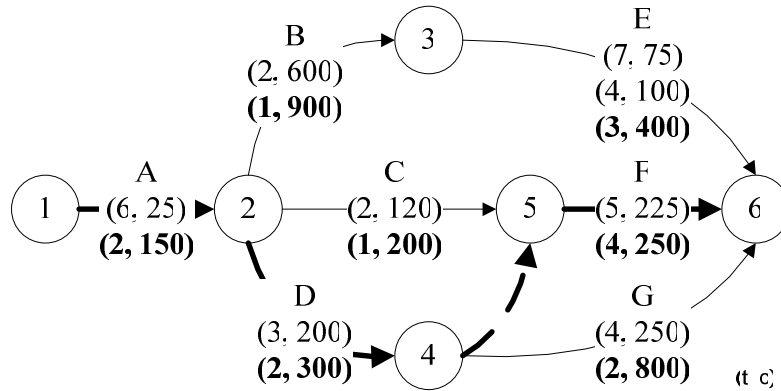 B
(2, 600)
(1, 900)
3
E
(7, 75)
(4, 100)
(3, 400)
1
A
(6, 25)
(2, 150)
2
C
(2, 120)
(1, 200)
5
F
(5, 225)
(4, 250)
6
D
(3, 200)
(2, 300)
4
G
(4, 250)
(2, 800)
(t c)